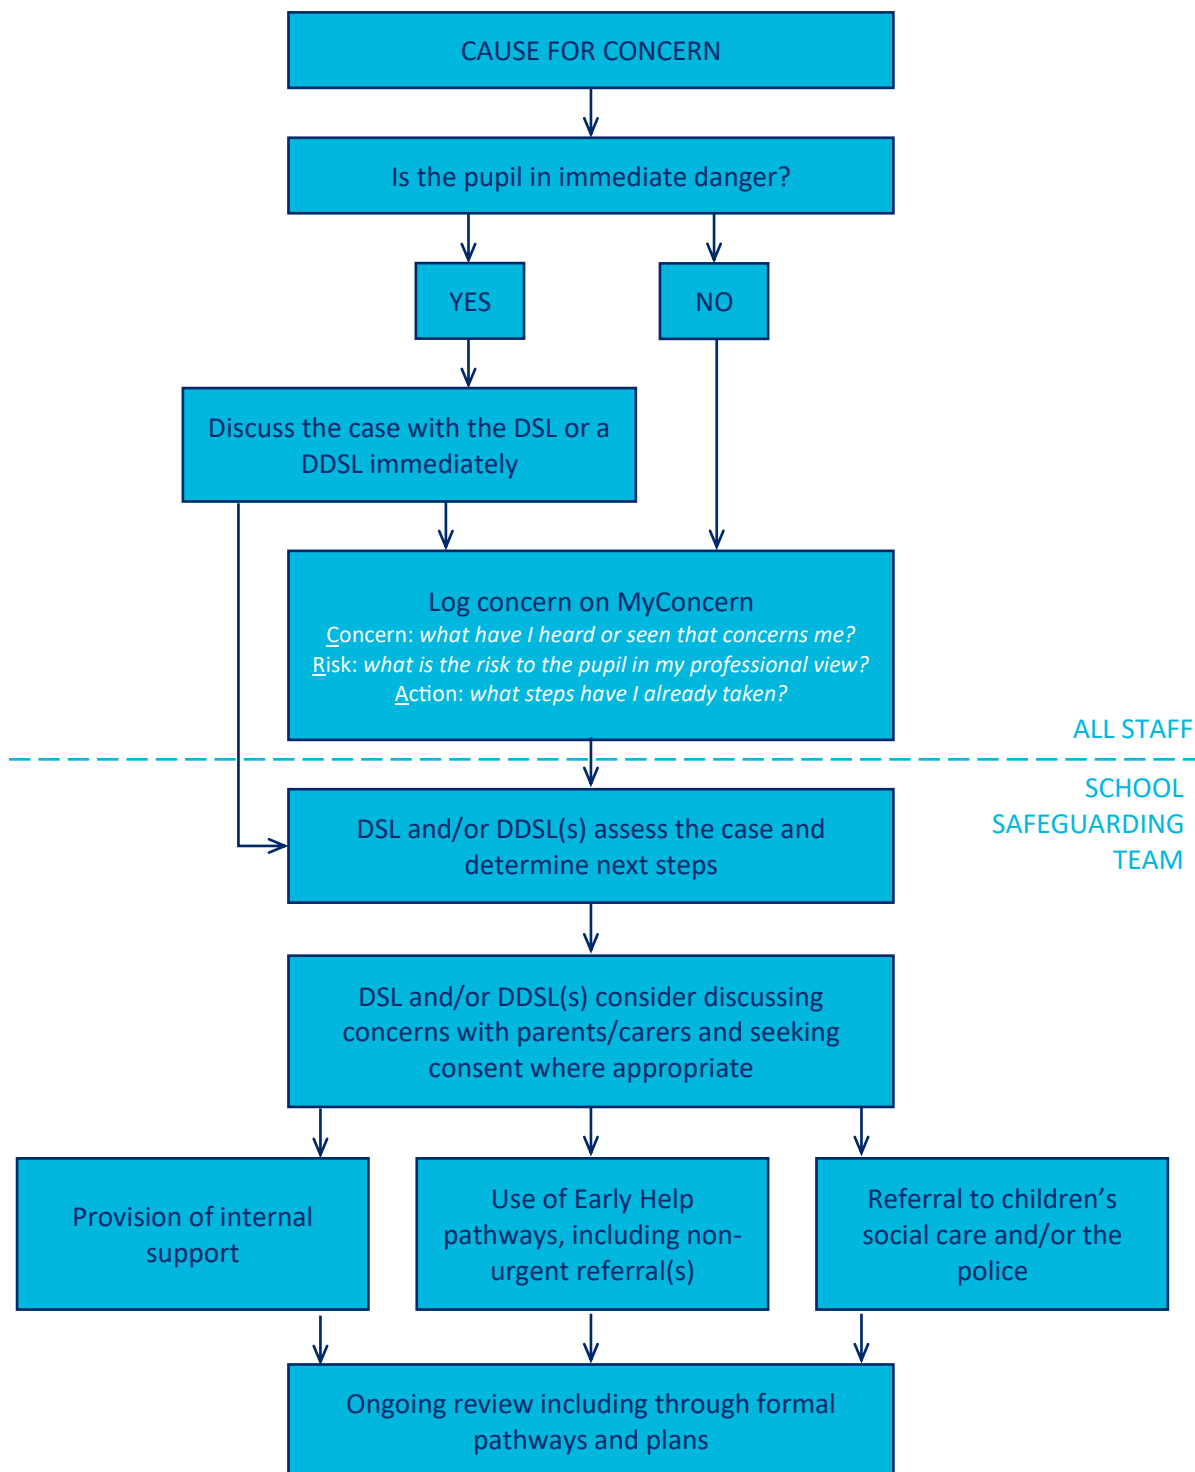 CAUSE FOR CONCERN
Is the pupil in immediate danger?
YES
NO
Discuss the case with the DSL or a
DDSL immediately
Log concern on MyConcern
Concern: what have I heard or seen that concerns me?
Risk: what is the risk to the pupil in my professional view?
Action: what steps have I already taken?
ALL STAFF
SCHOOL
SAFEGUARDING
TEAM
DSL and/or DDSL(s) assess the case and
determine next steps
DSL and/or DDSL(s) consider discussing
concerns with parents/carers and seeking
consent where appropriate
Provision of internal
support
Use of Early Help
pathways, including non-
urgent referral(s)
Referral to children’s
social care and/or the
police
Ongoing review including through formal
pathways and plans